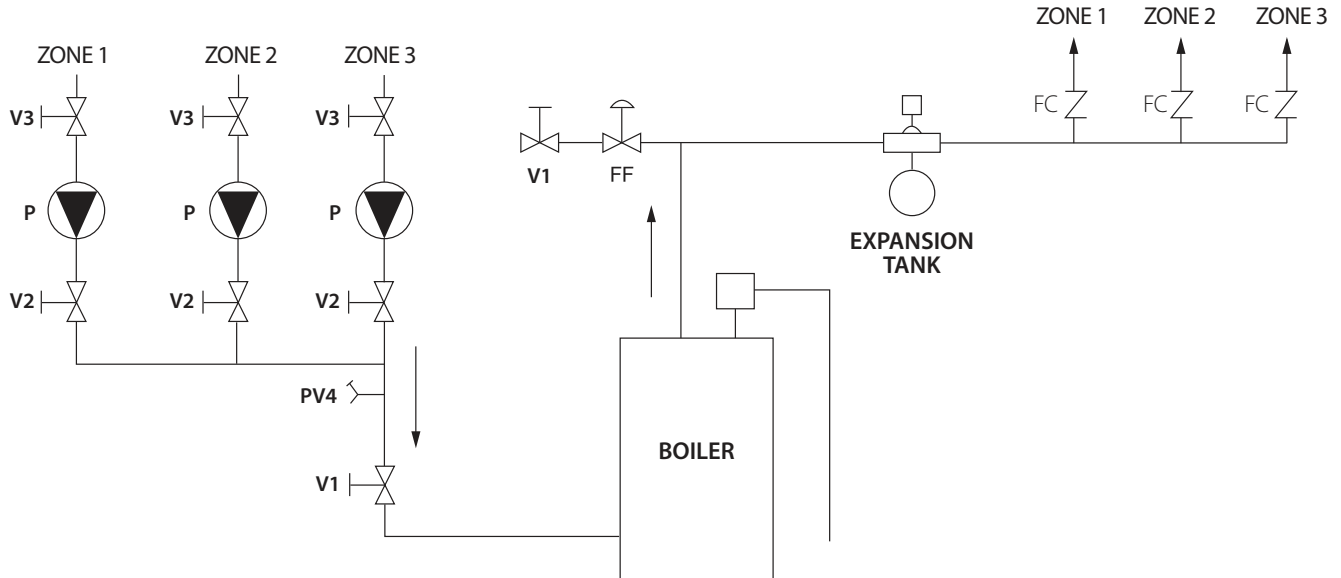 ZONE 1 ZONE 2 ZONE 3
ZONE 1 ZONE 2 ZONE 3
V3 V3 V3
FC FC FC
V1 FF
P P P
EXPANSION
TANK
V2 V2 V2
PV4
BOILER
V1